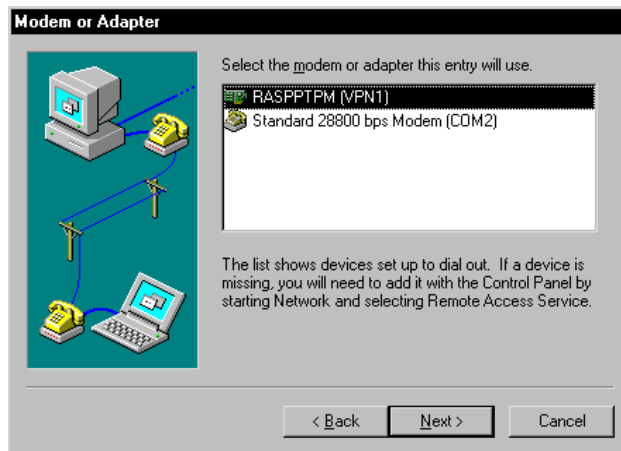 Modem or Adapter
Select the modem or adapter this entry will use.
RASPPTPM (VPN1)
Standard 28800 bps Modem (COM2)
The list shows devices set up to dial out. If a device is
missing, you will need to add it with the Control Panel by
starting Network and selecting Remote Access Service.
< Back Next > Cancel